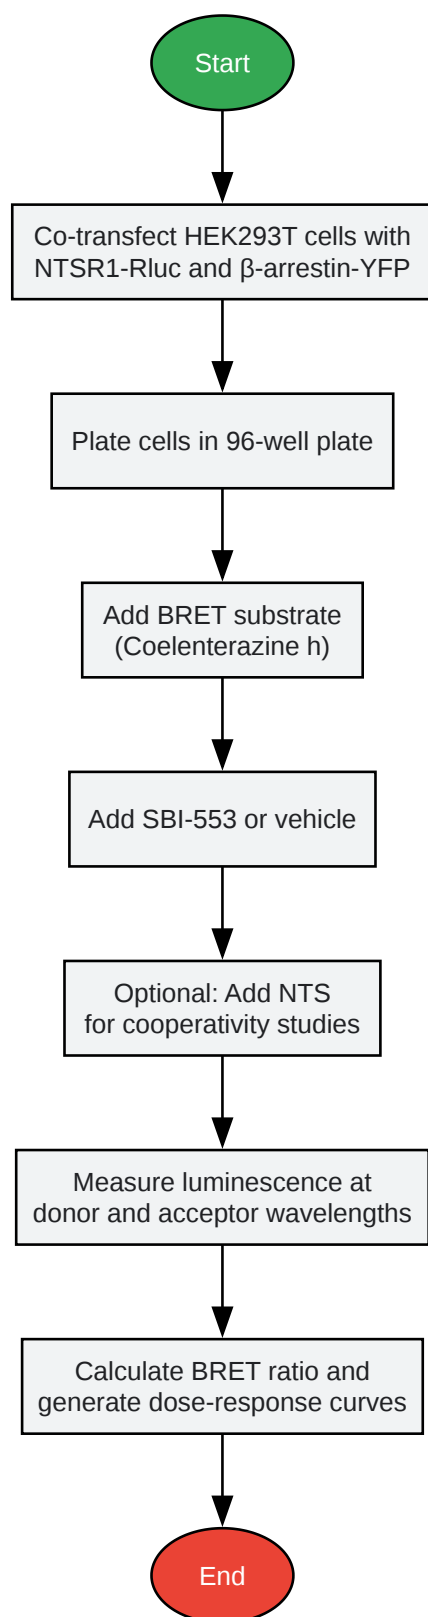 Start
Co-transfect HEK293T cells with
NTSR1-Rluc and β-arrestin-YFP
Plate cells in 96-well plate
Add BRET substrate
(Coelenterazine h)
Add SBI-553 or vehicle
Optional: Add NTS
for cooperativity studies
Measure luminescence at
donor and acceptor wavelengths
Calculate BRET ratio and
generate dose-response curves
End